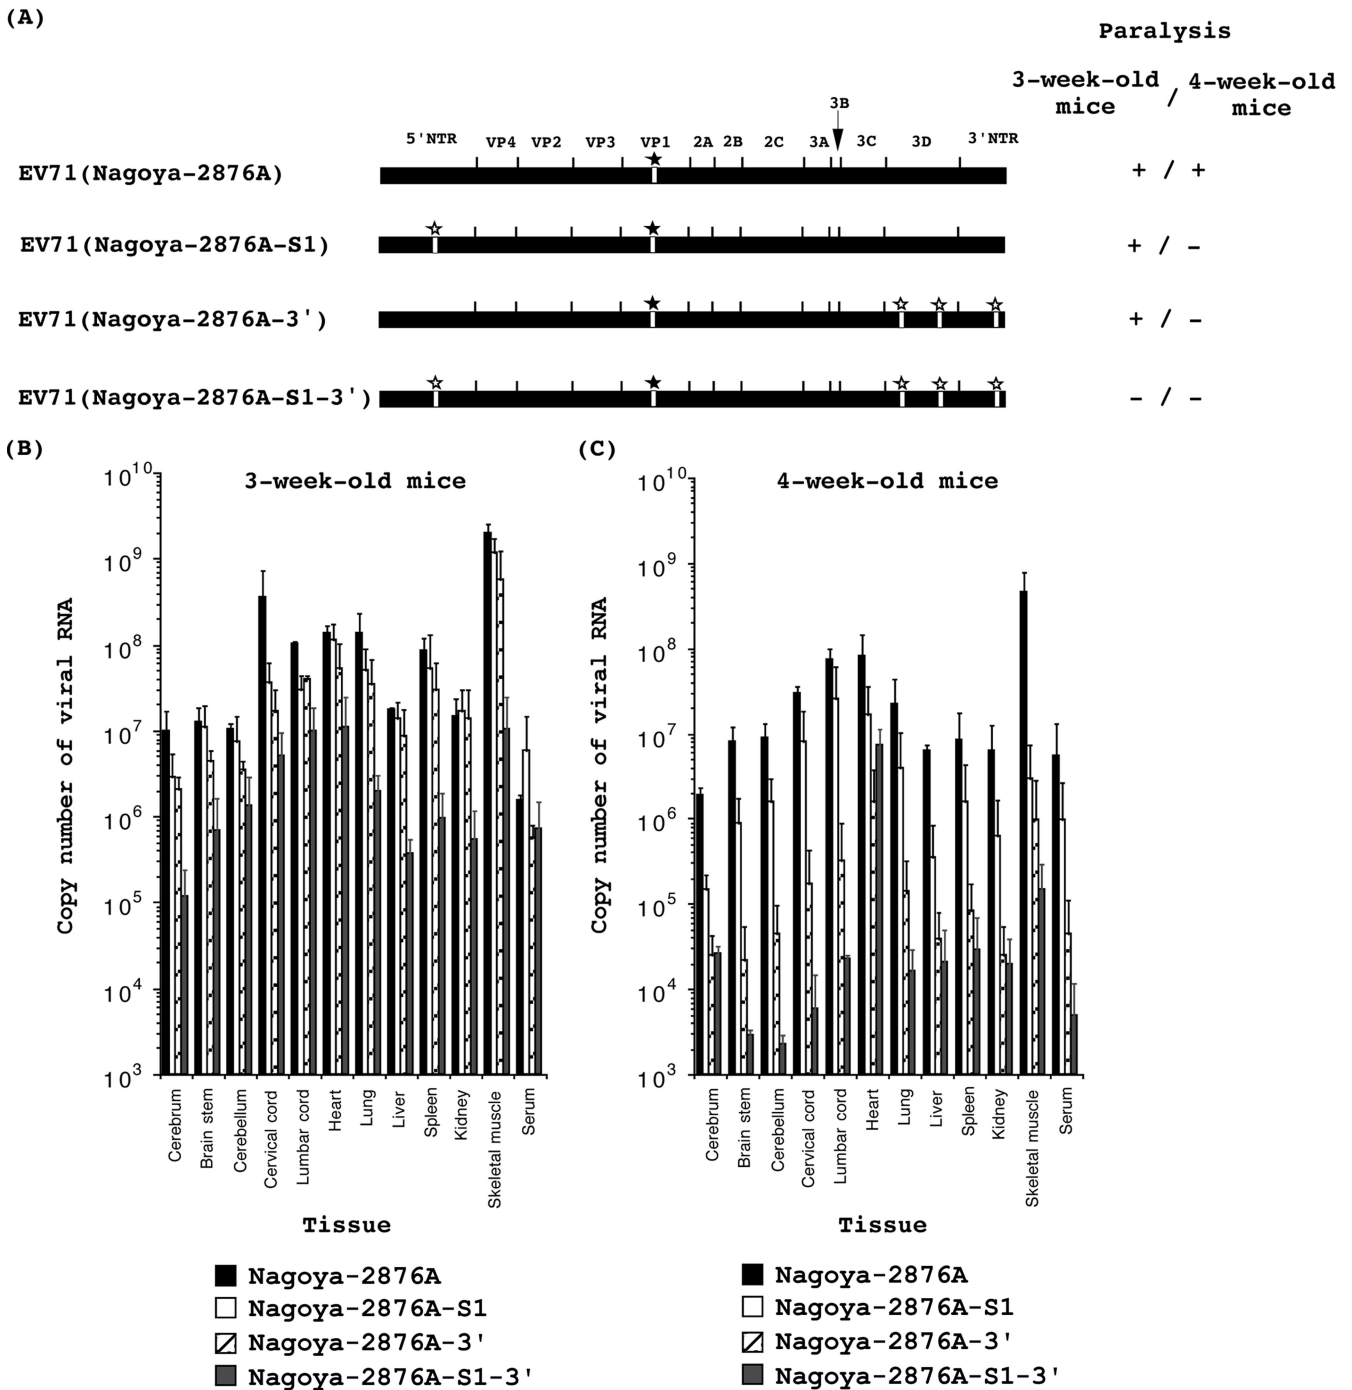 (A)
Paralysis
3-week-old mice / 4-week-old mice
3B
5'NTR VP4 VP2 VP3 VP1 2A 2B 2C 3A 3C 3D 3'NTR
EV71(Nagoya-2876A) + / +
EV71(Nagoya-2876A-S1) + / -
EV71(Nagoya-2876A-3') + / -
EV71(Nagoya-2876A-S1-3') - / -
(B)
3-week-old mice
Copy number of viral RNA
10^10
10^9
10^8
10^7
10^6
10^5
10^4
10^3
Cerebrum
Brain stem
Cerebellum
Cervical cord
Lumbar cord
Heart
Lung
Liver
Spleen
Kidney
Skeletal muscle
Serum
Tissue
Nagoya-2876A
Nagoya-2876A-S1
Nagoya-2876A-3'
Nagoya-2876A-S1-3'
(C)
4-week-old mice
Copy number of viral RNA
10^10
10^9
10^8
10^7
10^6
10^5
10^4
10^3
Cerebrum
Brain stem
Cerebellum
Cervical cord
Lumbar cord
Heart
Lung
Liver
Spleen
Kidney
Skeletal muscle
Serum
Tissue
Nagoya-2876A
Nagoya-2876A-S1
Nagoya-2876A-3'
Nagoya-2876A-S1-3'